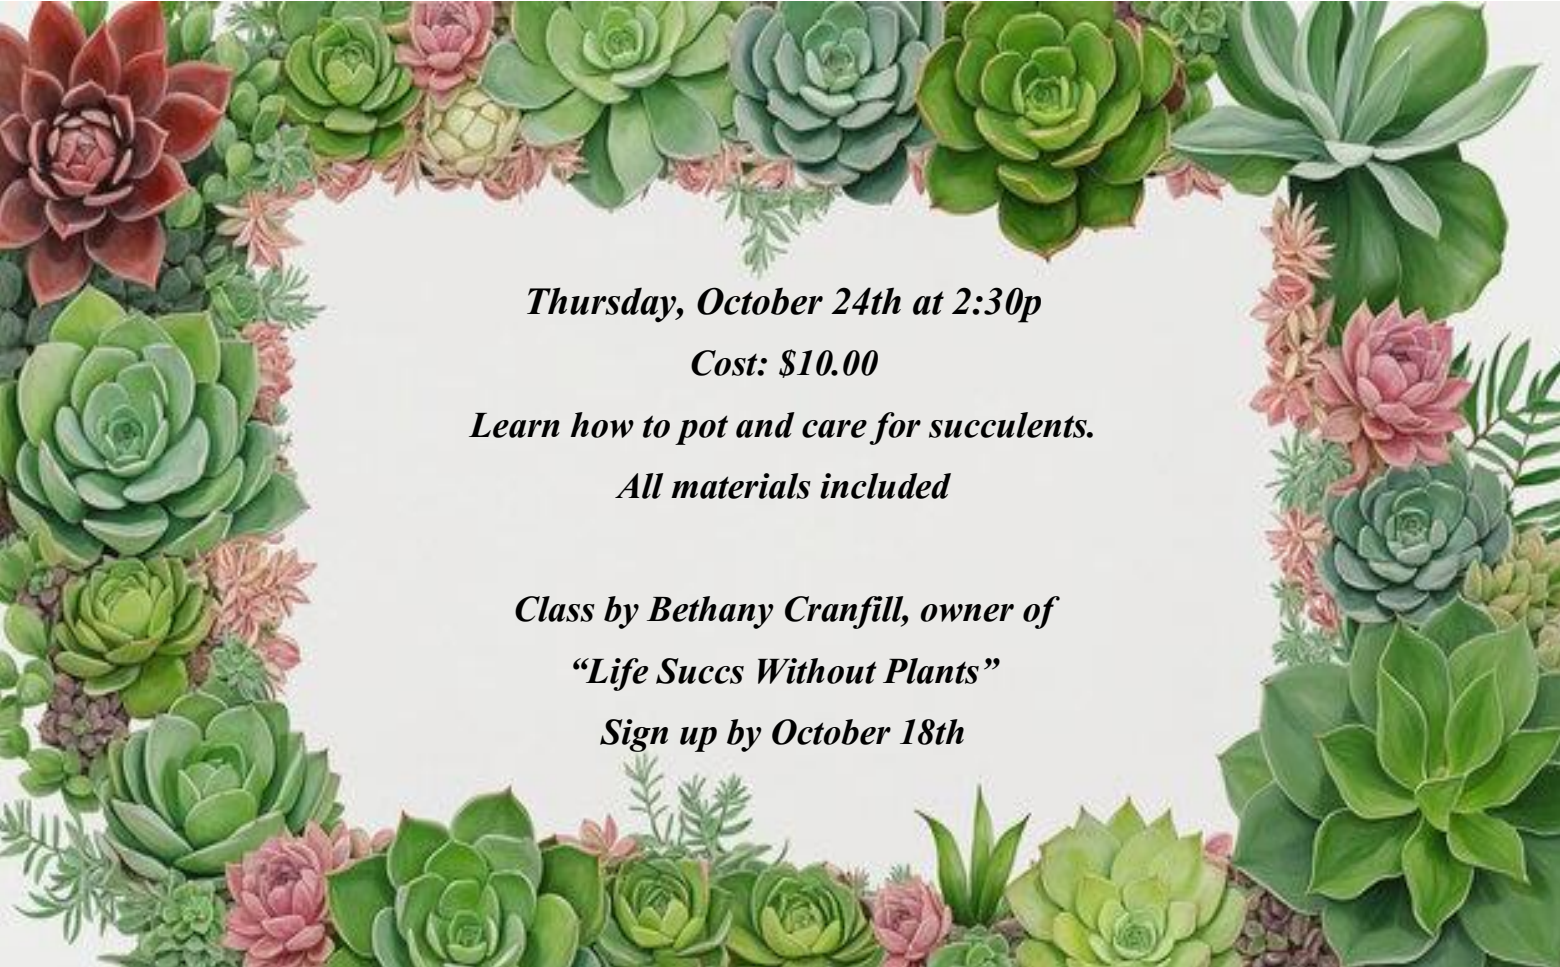 Thursday, October 24th at 2:30p
Cost: $10.00
Learn how to pot and care for succulents.
All materials included
Class by Bethany Cranfill, owner of
“Life Succs Without Plants”
Sign up by October 18th